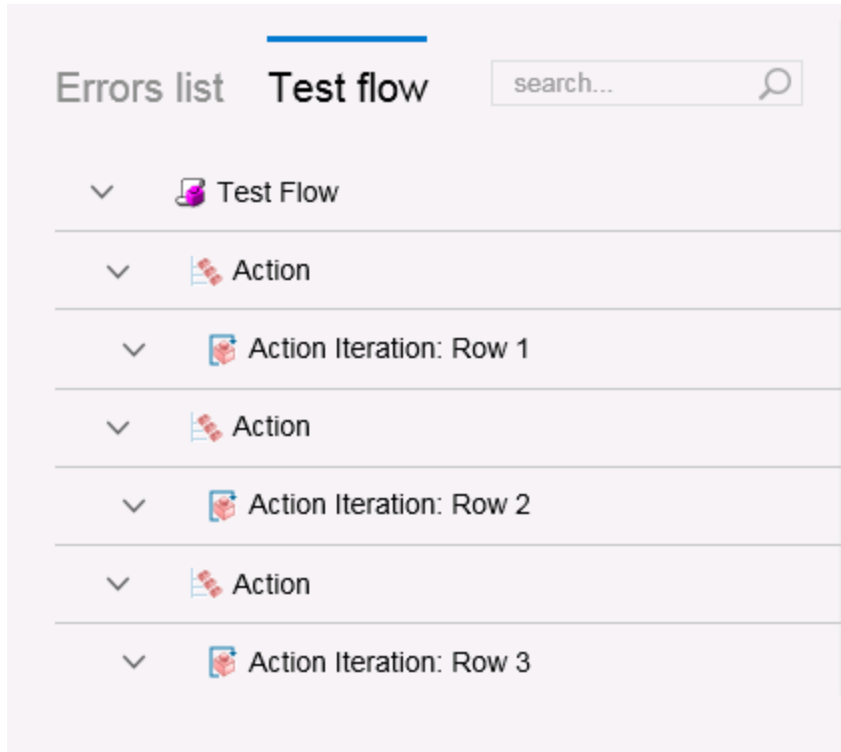 Errors list Test flow search...
Test Flow
Action
Action Iteration: Row 1
Action
Action Iteration: Row 2
Action
Action Iteration: Row 3